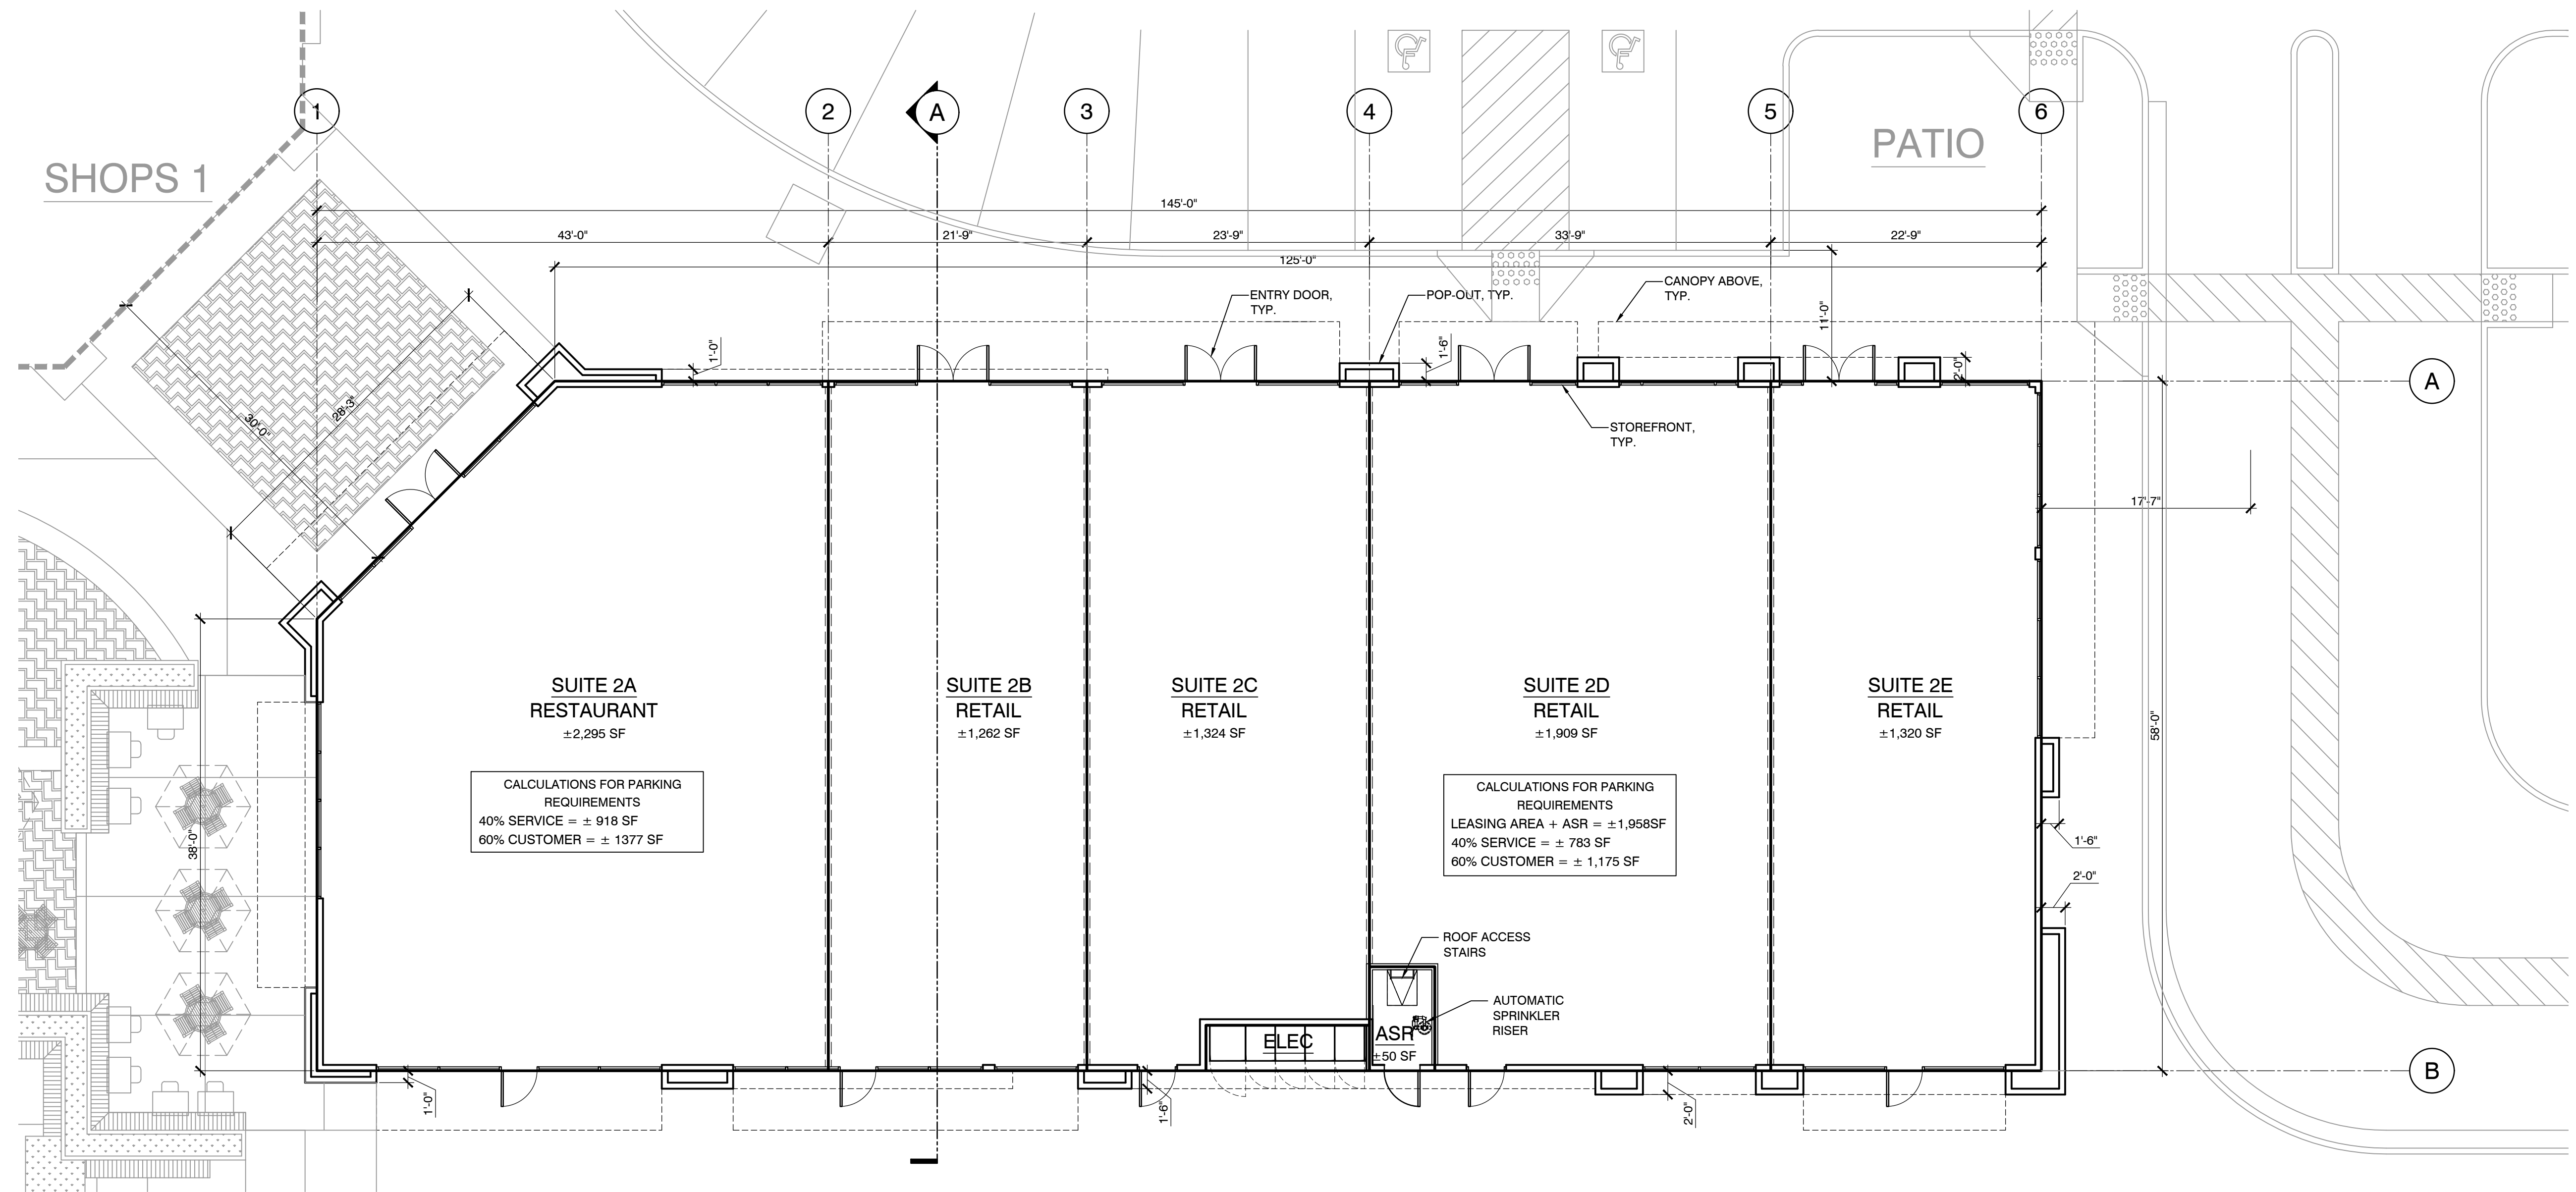 1
2
A
3
4
5
6
SHOPS 1
PATIO
145'-0"
43'-0"
21'-9"
23'-9"
33'-9"
22'-9"
125'-0"
ENTRY DOOR,
TYP.
POP-OUT, TYP.
CANOPY ABOVE,
TYP.
11'-0"
1'-0"
1'-6"
2'-0"
A
30'-0"
28'-3"
STOREFRONT,
TYP.
17'-7"
SUITE 2A
RESTAURANT
±2,295 SF
SUITE 2B
RETAIL
±1,262 SF
SUITE 2C
RETAIL
±1,324 SF
SUITE 2D
RETAIL
±1,909 SF
SUITE 2E
RETAIL
±1,320 SF
58'-0"
CALCULATIONS FOR PARKING
REQUIREMENTS
40% SERVICE = ± 918 SF
60% CUSTOMER = ± 1377 SF
CALCULATIONS FOR PARKING
REQUIREMENTS
LEASING AREA + ASR = ±1,958SF
40% SERVICE = ± 783 SF
60% CUSTOMER = ± 1,175 SF
38'-0"
1'-6"
2'-0"
ROOF ACCESS
STAIRS
AUTOMATIC
SPRINKLER
RISER
ELEC
ASR
±50 SF
B
1'-0"
1'-6"
2'-0"